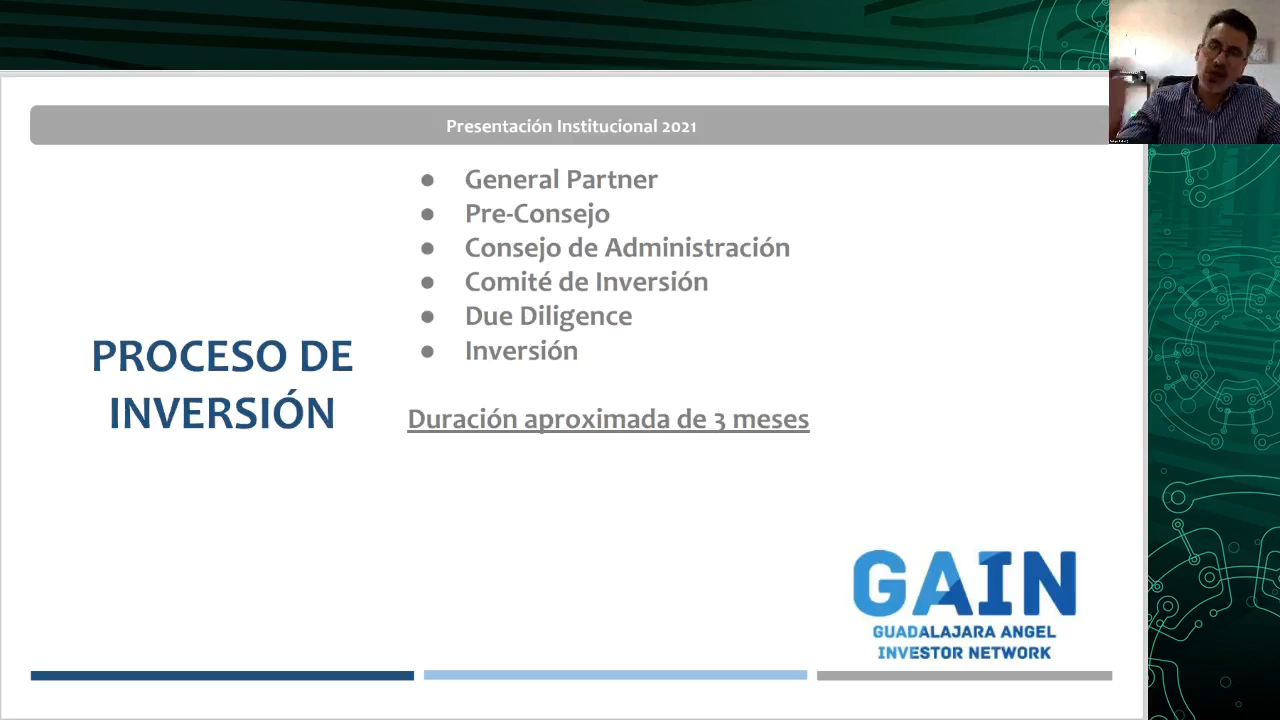 Presentación Institucional 2021
● General Partner
● Pre-Consejo
● Consejo de Administración
● Comité de Inversión
● Due Diligence
● Inversión
PROCESO DE
INVERSIÓN
Duración aproximada de 3 meses
GAIN
GUADALAJARA ANGEL
INVESTOR NETWORK